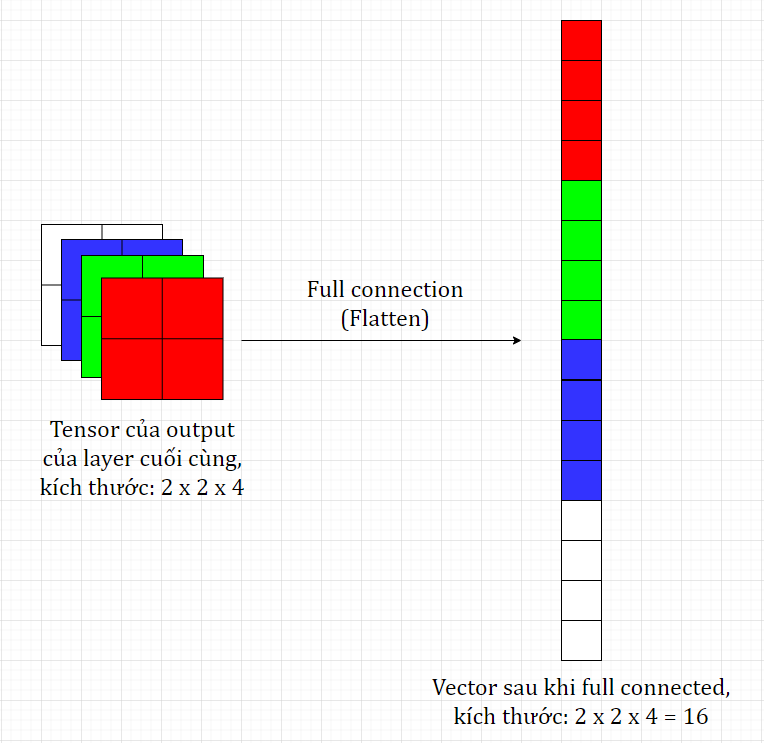 Full connection
(Flatten)
Tensor của output
của layer cuối cùng,
kích thước: 2 x 2 x 4
Vector sau khi full connected,
kích thước: 2 x 2 x 4 = 16